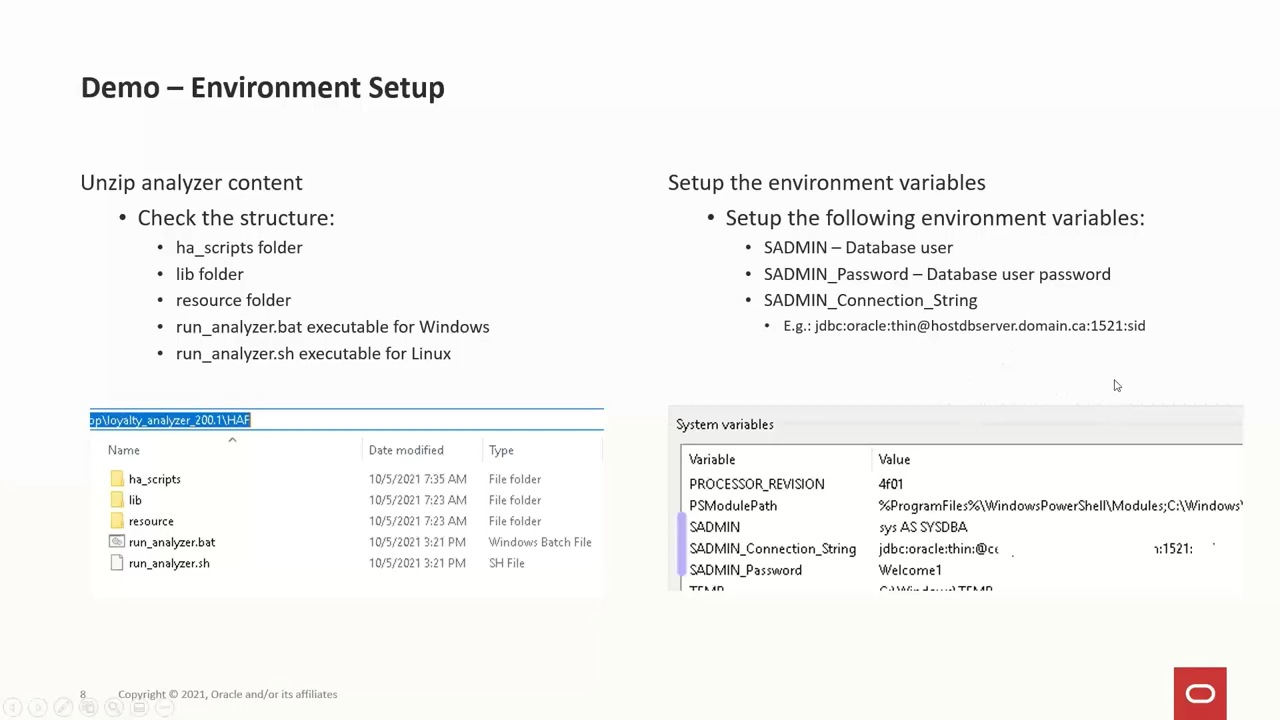 Demo – Environment Setup
Unzip analyzer content
• Check the structure:
• ha_scripts folder
• lib folder
• resource folder
• run_analyzer.bat executable for Windows
• run_analyzer.sh executable for Linux
op\loyalty_analyzer_200.1\HAF
Name Date modified Type
ha_scripts 10/5/2021 7:35 AM File folder
lib 10/5/2021 7:23 AM File folder
resource 10/5/2021 7:23 AM File folder
run_analyzer.bat 10/5/2021 3:21 PM Windows Batch File
run_analyzer.sh 10/5/2021 3:21 PM SH File
Setup the environment variables
• Setup the following environment variables:
• SADMIN – Database user
• SADMIN_Password – Database user password
• SADMIN_Connection_String
• E.g.: jdbc:oracle:thin@hostdbserver.domain.ca:1521:sid
System variables
Variable Value
PROCESSOR_REVISION 4f01
PSModulePath %ProgramFiles%\WindowsPowerShell\Modules;C:\Windows\
SADMIN sys AS SYSDBA
SADMIN_Connection_String jdbc:oracle:thin:@cc :1521:
SADMIN_Password Welcome1
TEMP C:\Windows\TEMP
8 Copyright © 2021, Oracle and/or its affiliates